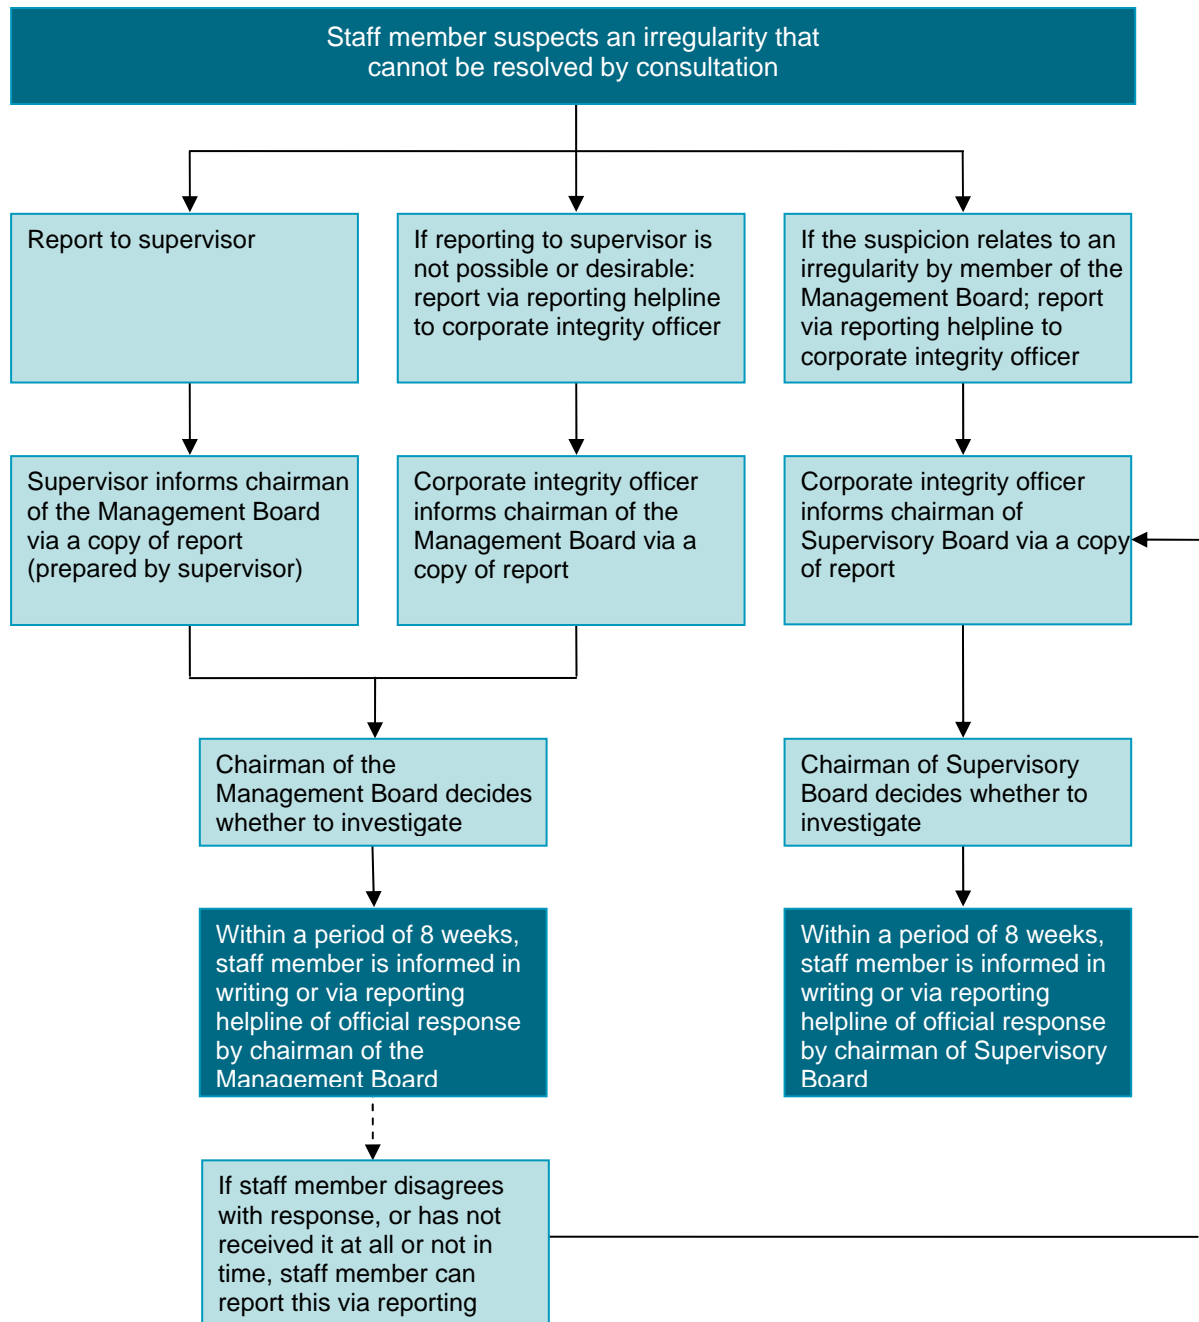 Staff member suspects an irregularity that
cannot be resolved by consultation
Report to supervisor
If reporting to supervisor is
not possible or desirable:
report via reporting helpline
to corporate integrity officer
If the suspicion relates to an
irregularity by member of the
Management Board; report
via reporting helpline to
corporate integrity officer
Supervisor informs chairman
of the Management Board
via a copy of report
(prepared by supervisor)
Corporate integrity officer
informs chairman of the
Management Board via a
copy of report
Corporate integrity officer
informs chairman of
Supervisory Board via a copy
of report
Chairman of the
Management Board decides
whether to investigate
Chairman of Supervisory
Board decides whether to
investigate
Within a period of 8 weeks,
staff member is informed in
writing or via reporting
helpline of official response
by chairman of the
Management Board
Within a period of 8 weeks,
staff member is informed in
writing or via reporting
helpline of official response
by chairman of Supervisory
Board
If staff member disagrees
with response, or has not
received it at all or not in
time, staff member can
report this via reporting